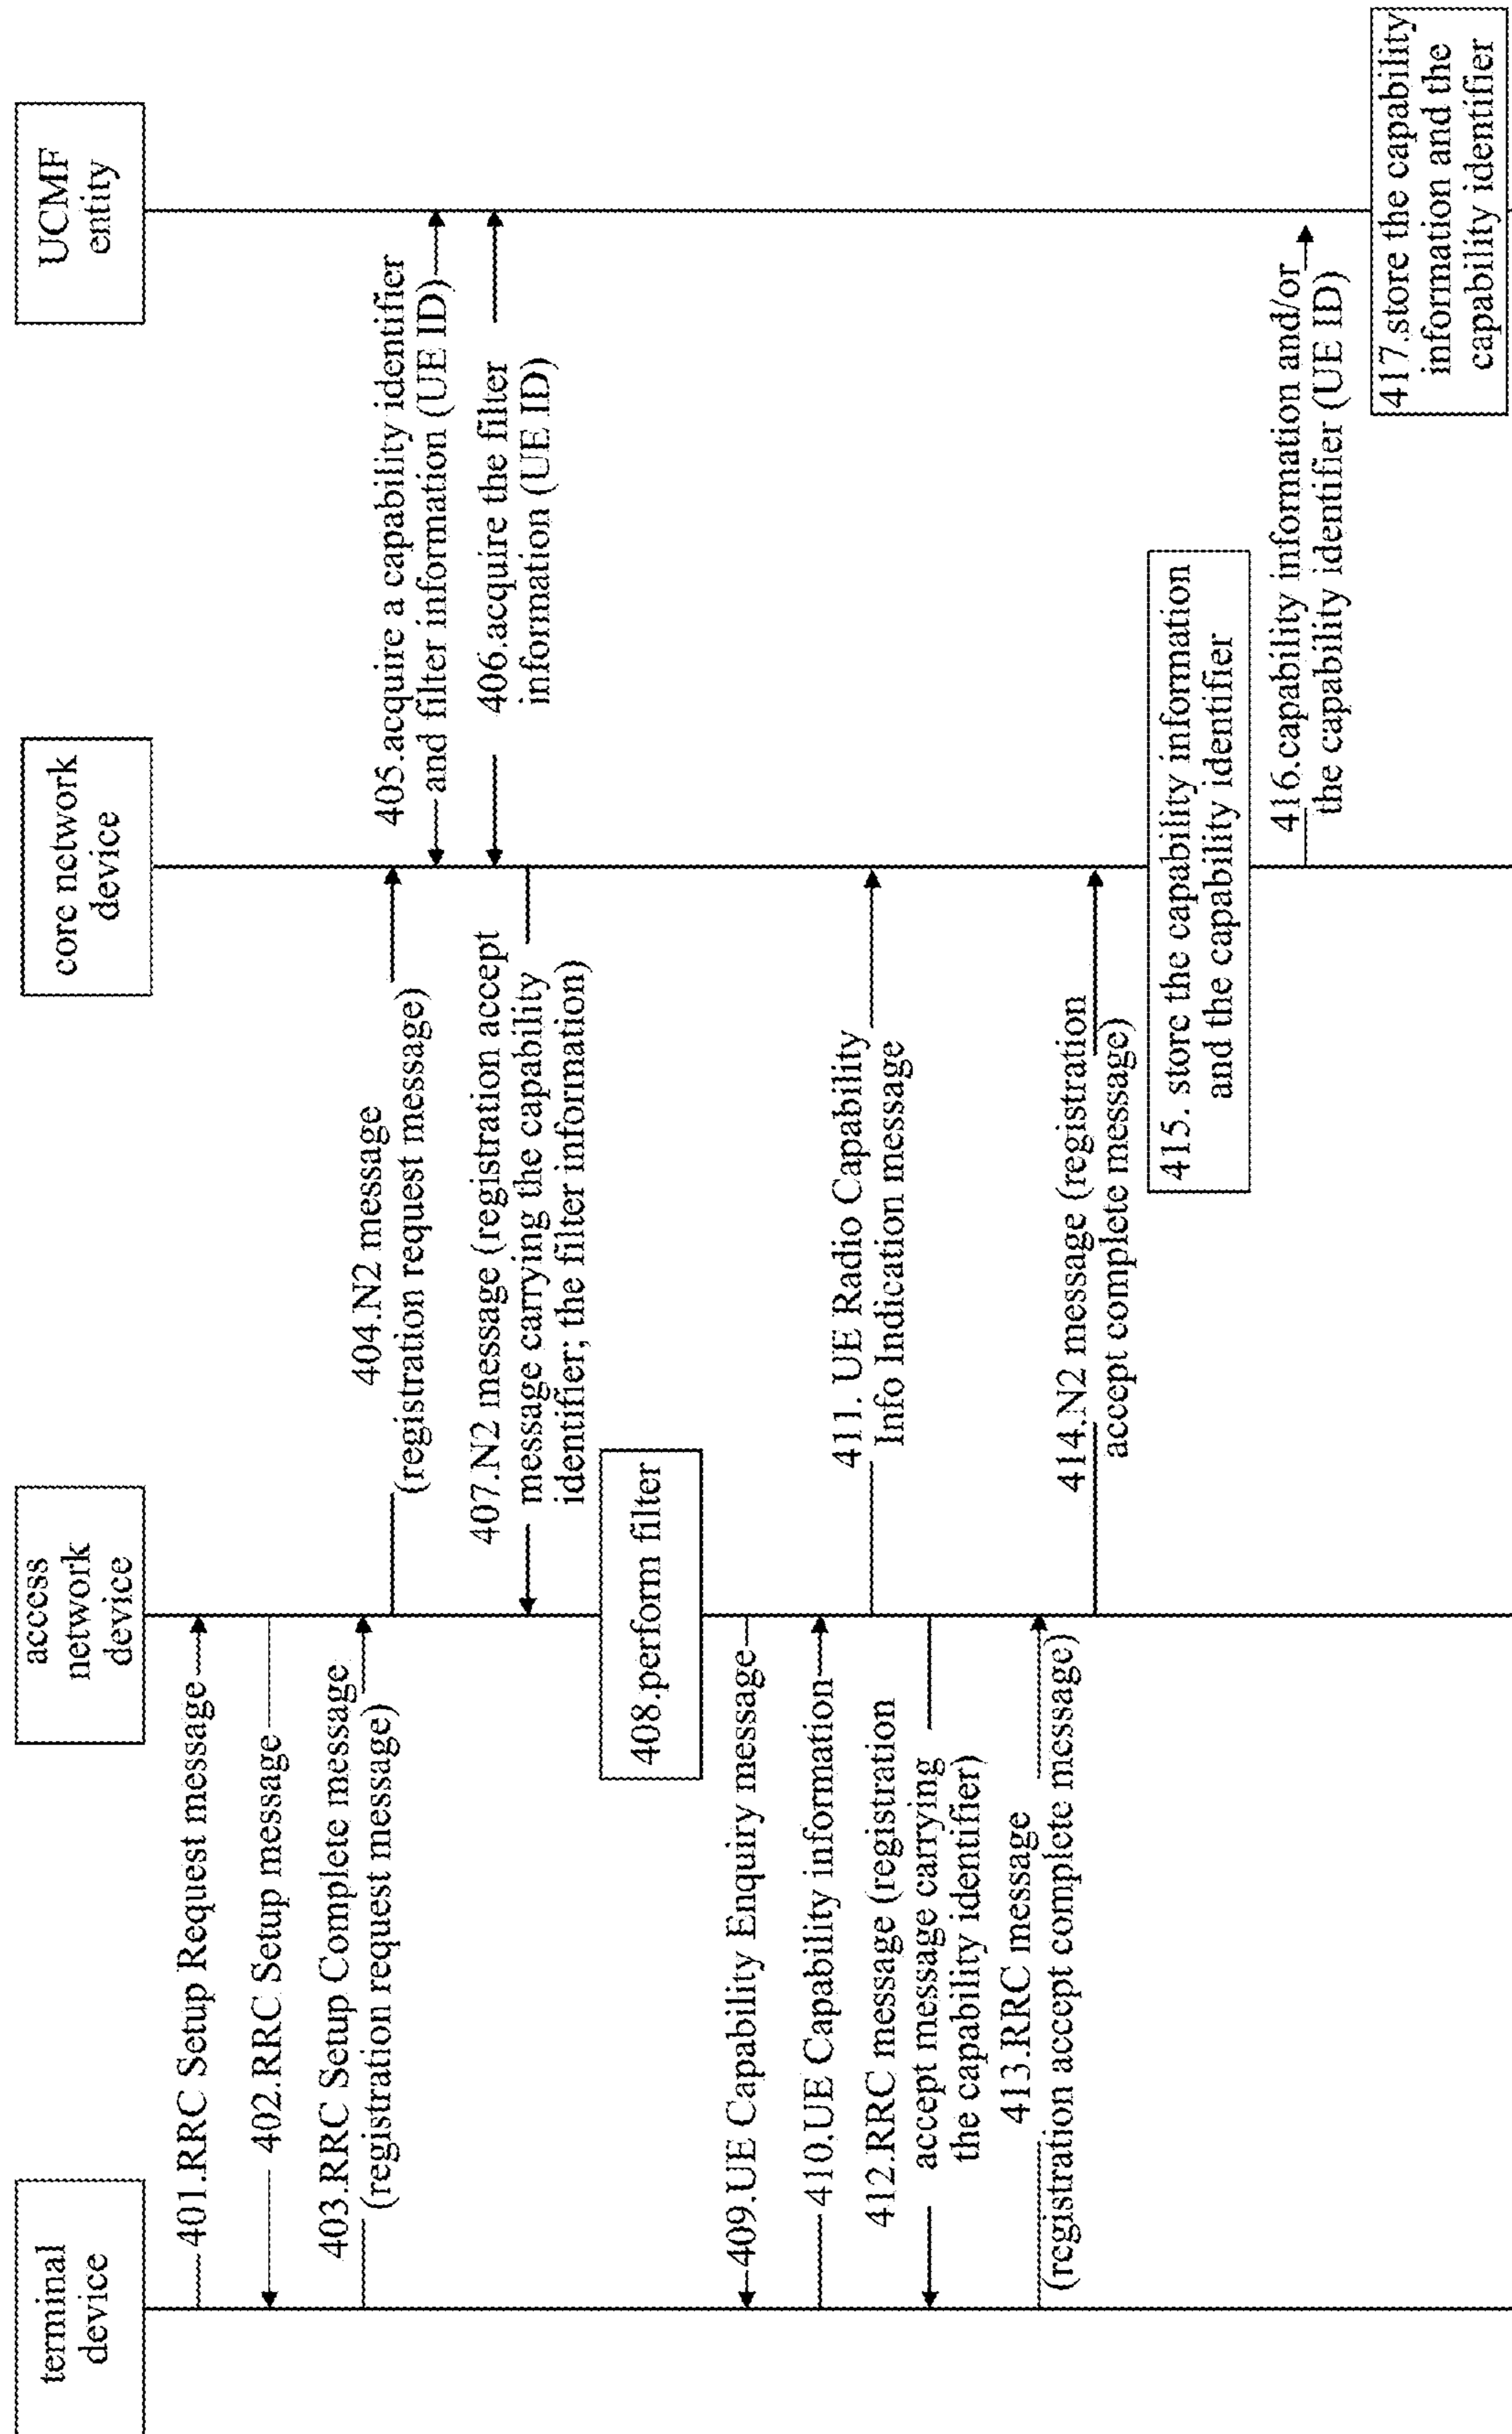 terminal
device
access
network
device
core network
device
UCMF
entity
401.RRC Setup Request message
402.RRC Setup message
403.RRC Setup Complete message
(registration request message)
404.N2 message
(registration request message)
405.acquire a capability identifier
and filter information (UE ID)
406.acquire the filter
information (UE ID)
407.N2 message (registration accept
message carrying the capability
identifier; the filter information)
408.perform filter
409.UE Capability Enquiry message
410.UE Capability information
411. UE Radio Capability
Info Indication message
412.RRC message (registration
accept message carrying
the capability identifier)
413.RRC message
(registration accept complete message)
414.N2 message (registration
accept complete message)
415. store the capability information
and the capability identifier
416.capability information and/or
the capability identifier (UE ID)
417.store the capability
information and the
capability identifier